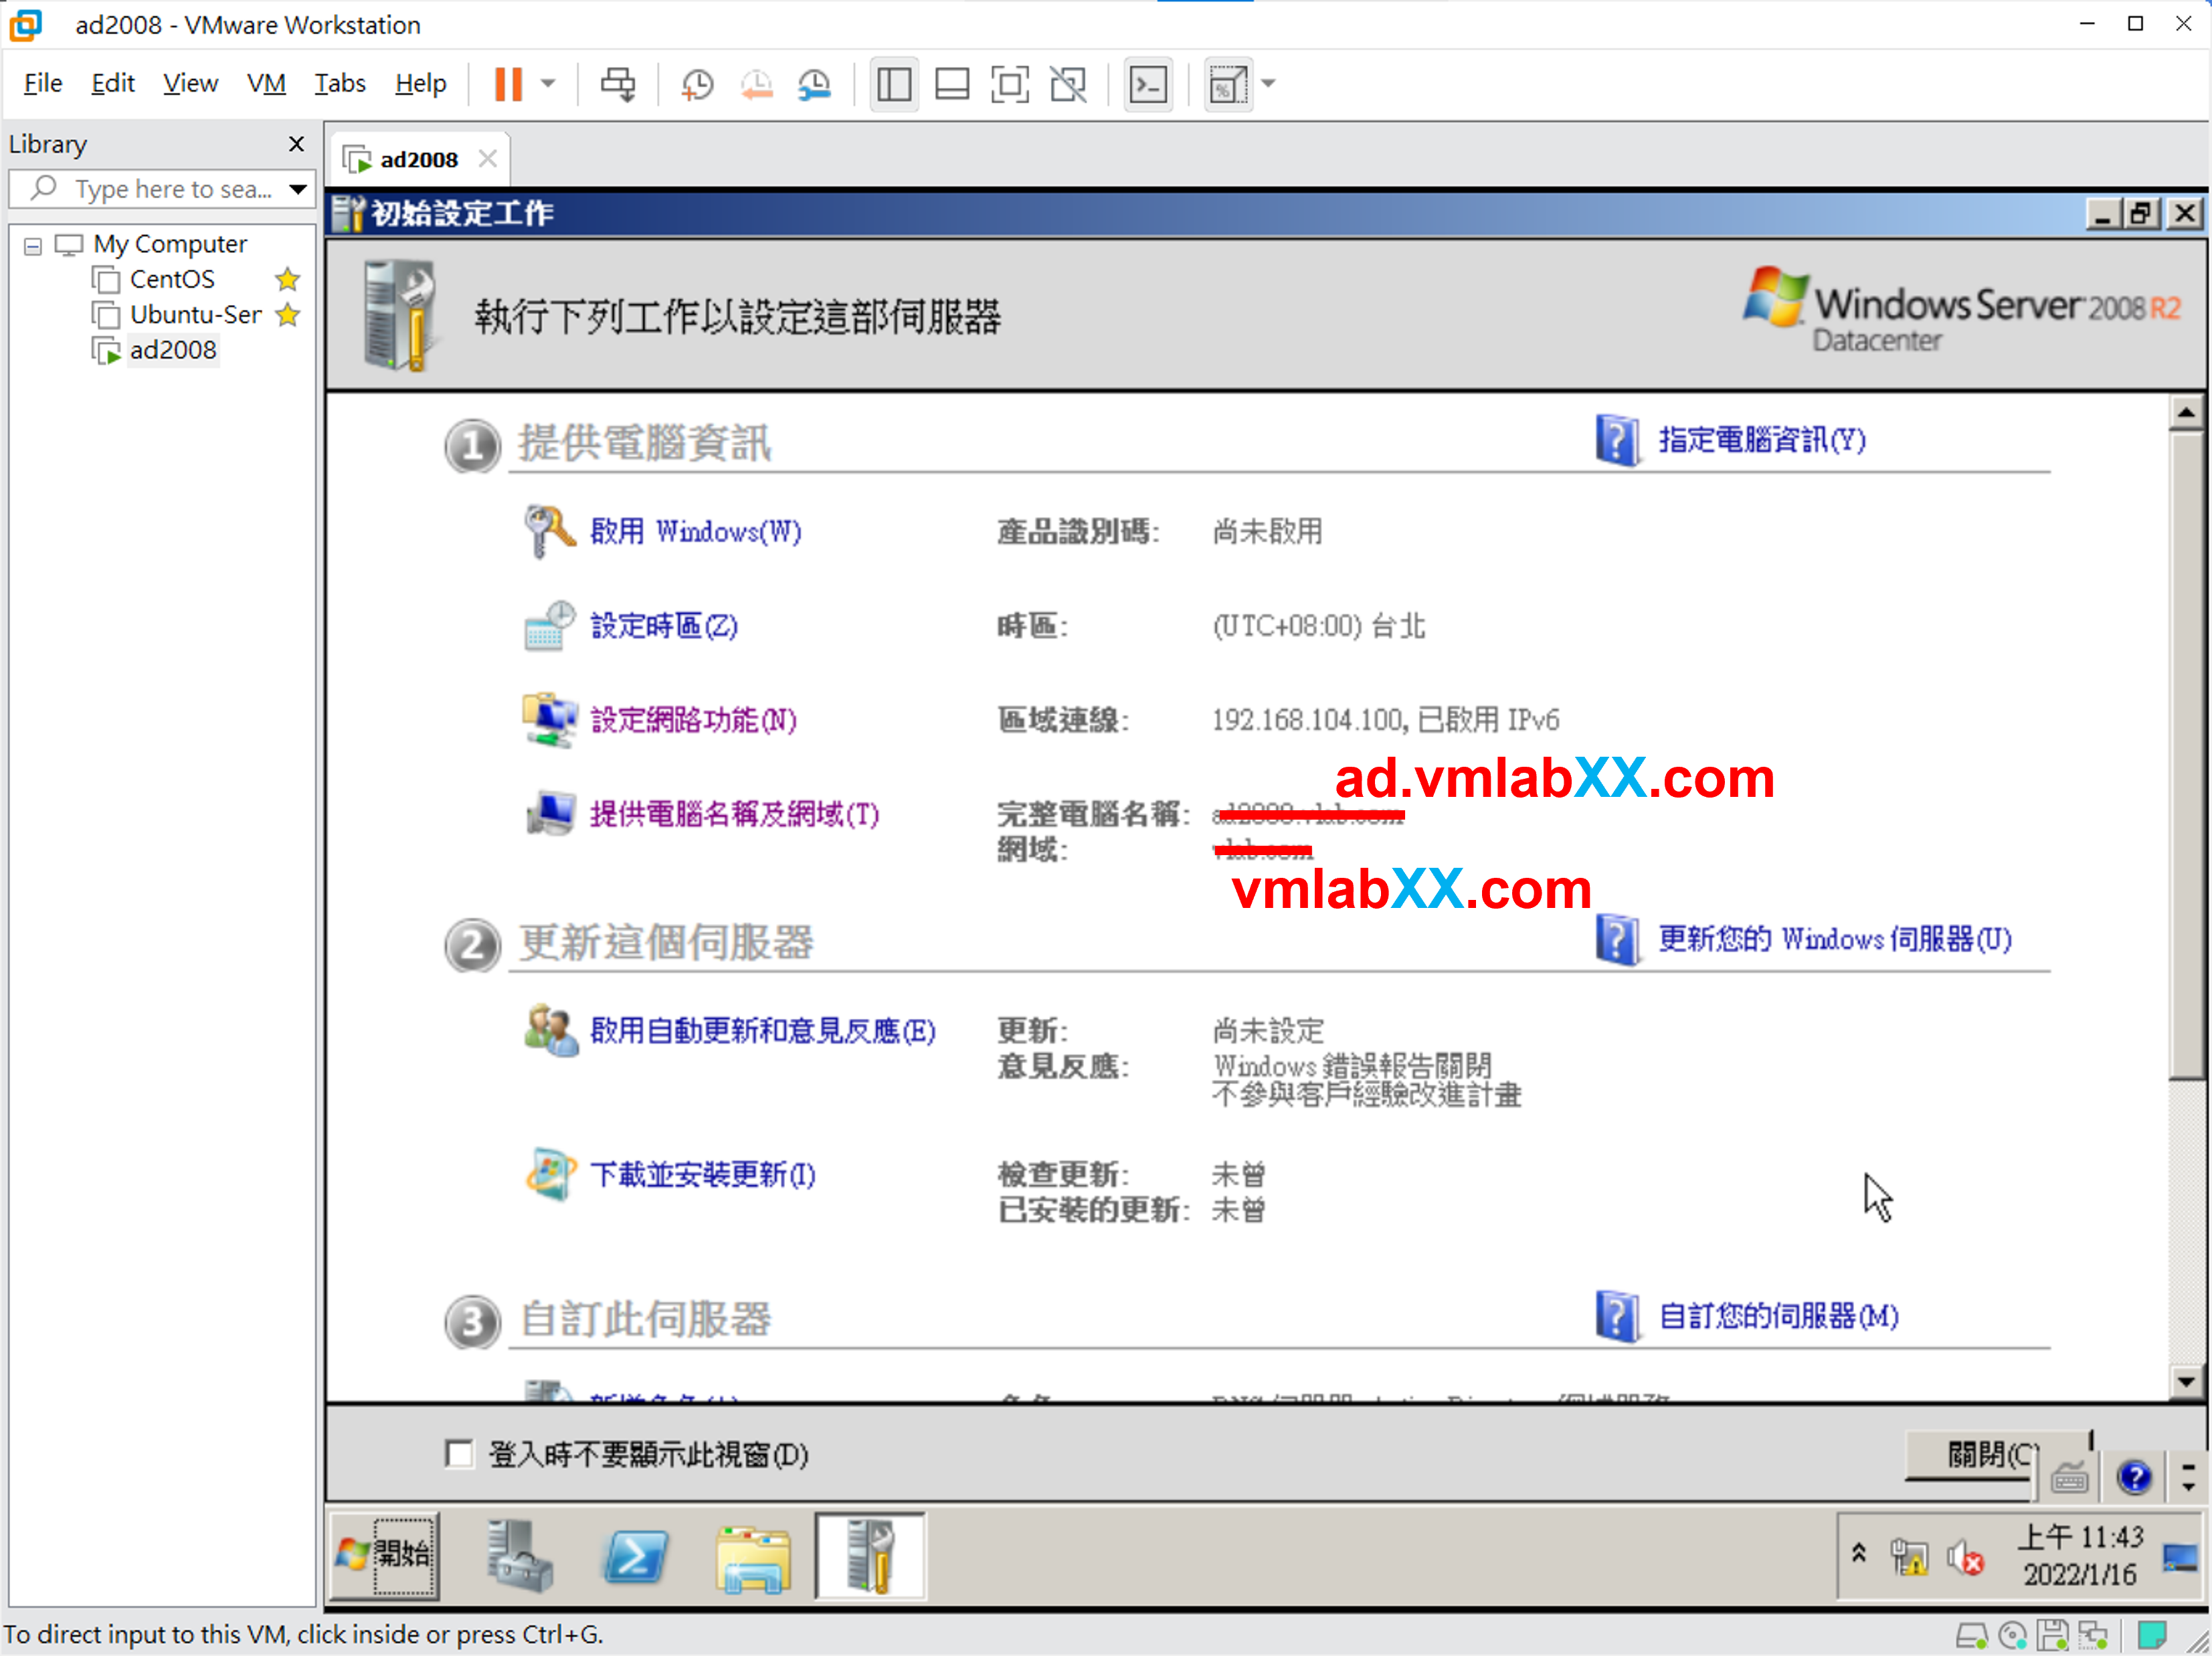 ad2008 - VMware Workstation
File Edit View VM Tabs Help
Library
Type here to sea...
My Computer
CentOS
Ubuntu-Ser
ad2008
ad2008
初始設定工作
執行下列工作以設定這部伺服器
Windows Server 2008 R2
Datacenter
1 提供電腦資訊
指定電腦資訊(Y)
啟用 Windows(W) 產品識別碼: 尚未啟用
設定時區(Z) 時區: (UTC+08:00) 台北
設定網路功能(N) 區域連線: 192.168.104.100, 已啟用 IPv6
ad.vmlabXX.com
提供電腦名稱及網域(T) 完整電腦名稱: ad2008.vlab.com
網域: vlab.com
vmlabXX.com
2 更新這個伺服器
更新您的 Windows 伺服器(U)
啟用自動更新和意見反應(E) 更新: 尚未設定
意見反應: Windows 錯誤報告關閉
不參與客戶經驗改進計畫
下載並安裝更新(I) 檢查更新: 未曾
已安裝的更新: 未曾
3 自訂此伺服器
自訂您的伺服器(M)
登入時不要顯示此視窗(D)
關閉(C)
開始
上午 11:43
2022/1/16
To direct input to this VM, click inside or press Ctrl+G.